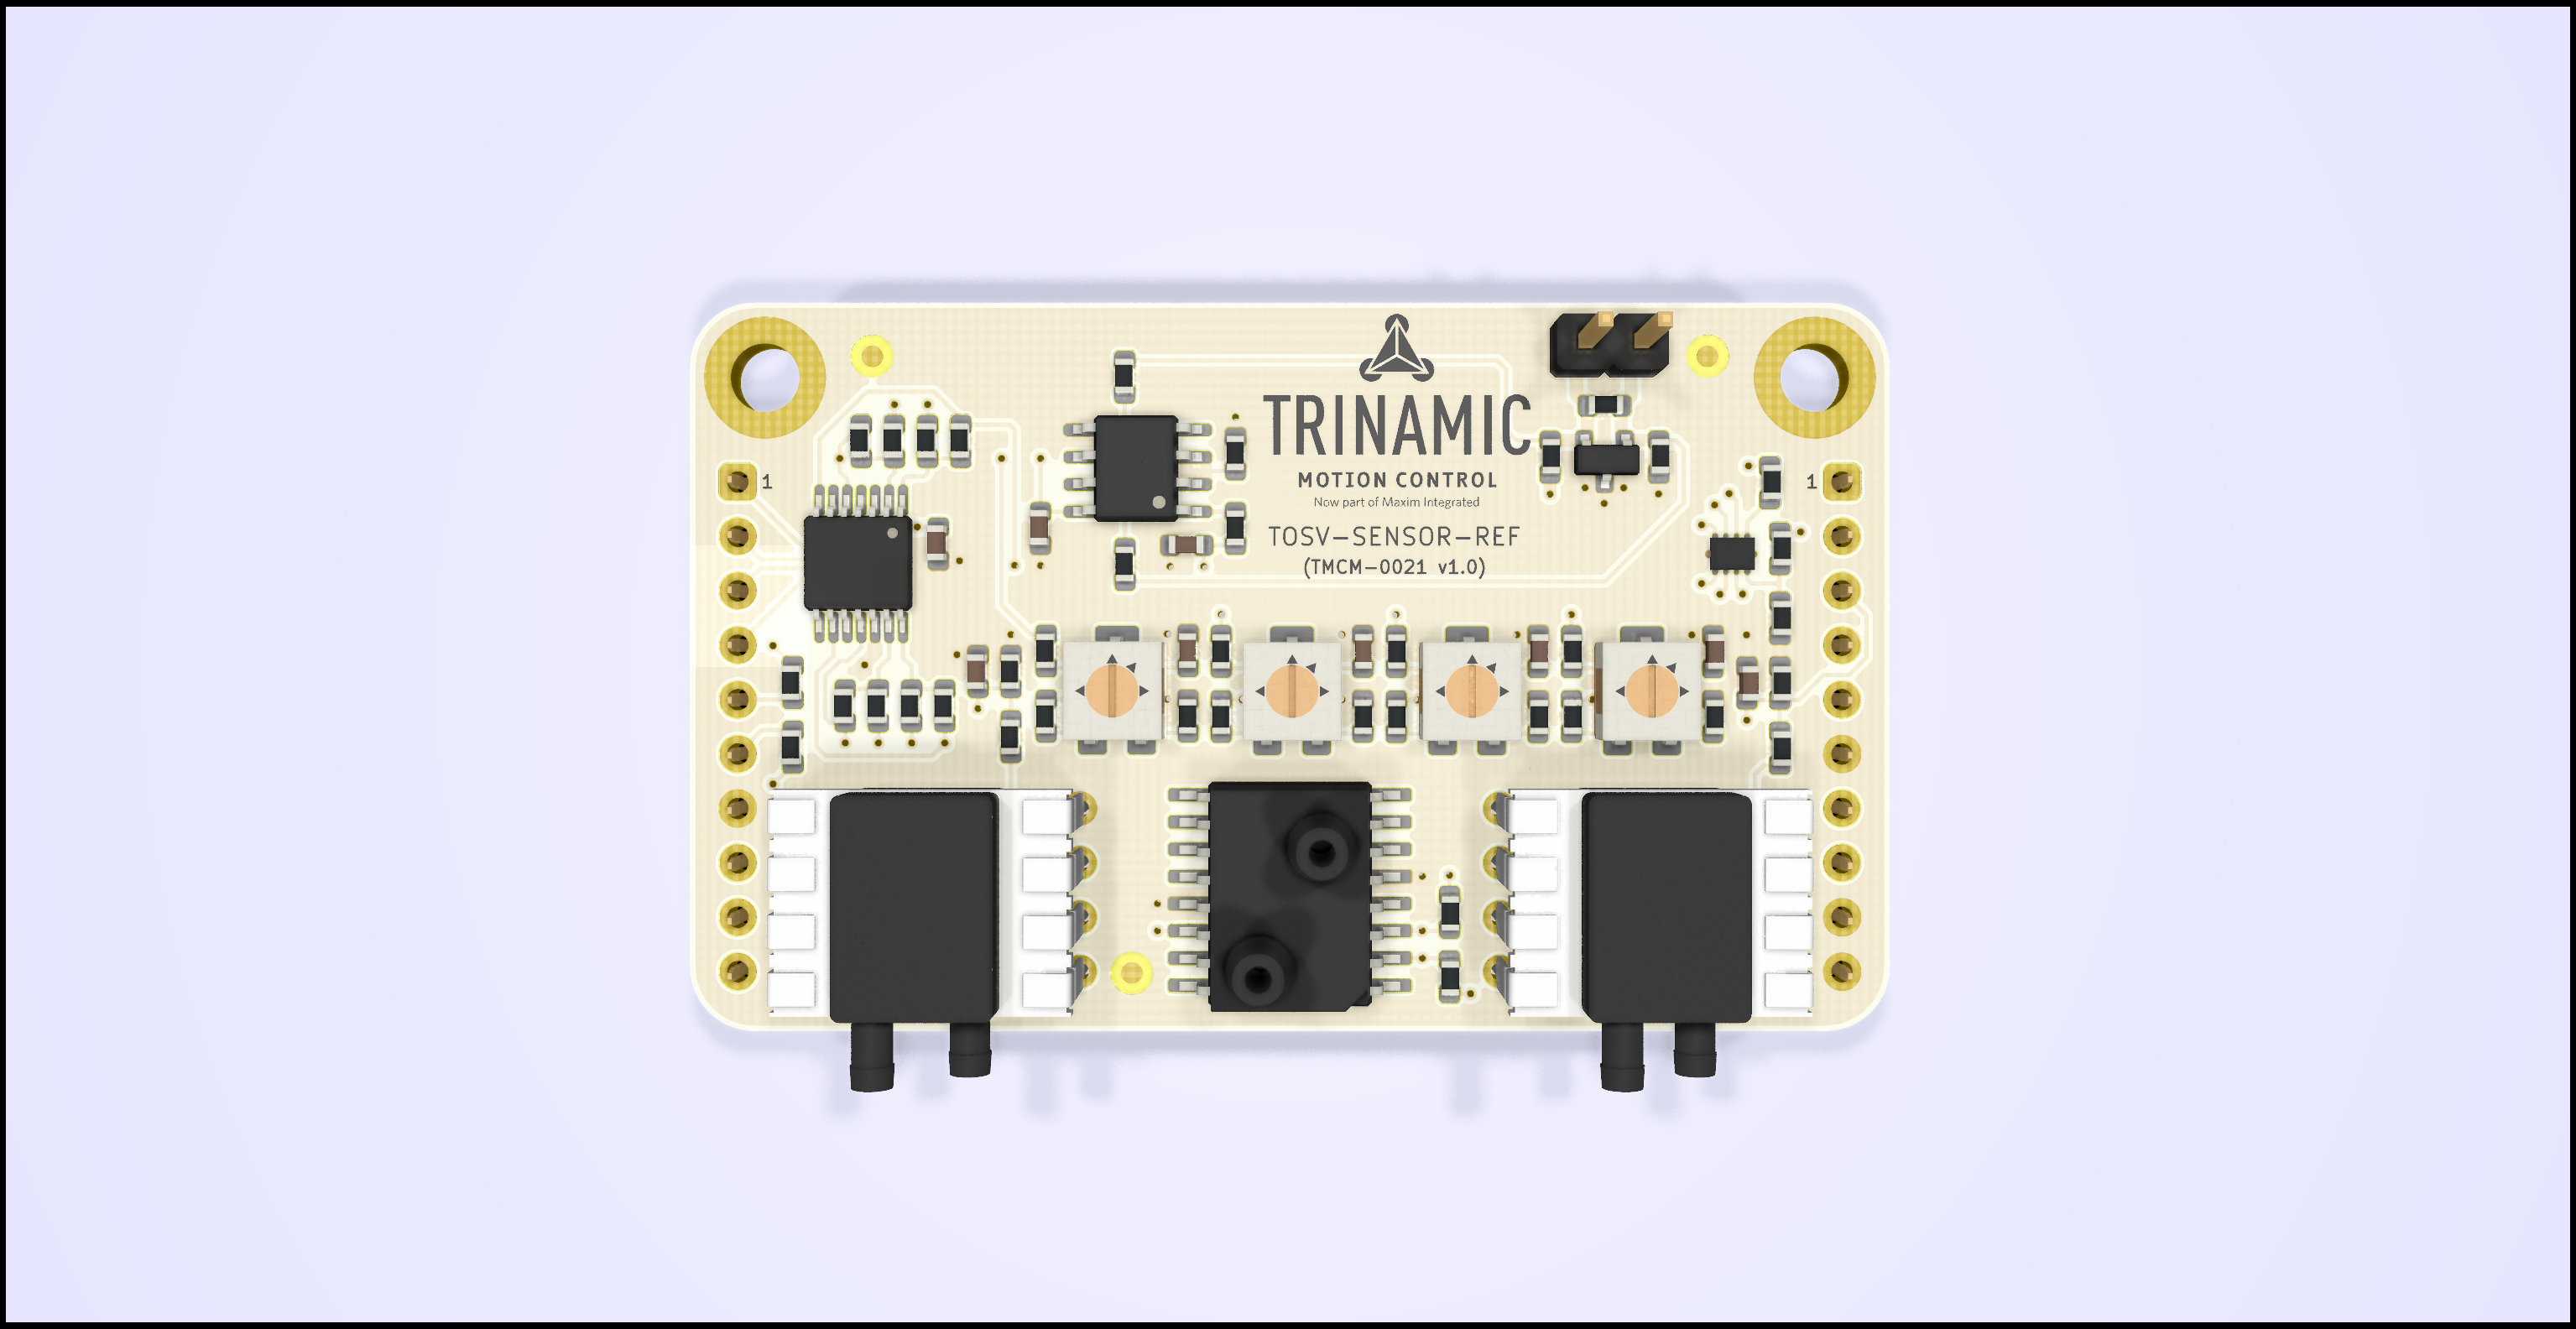 TRINAMIC
MOTION CONTROL
Now part of Maxim Integrated
TOSV-SENSOR-REF
(TMCM-0021 v1.0)
1
1